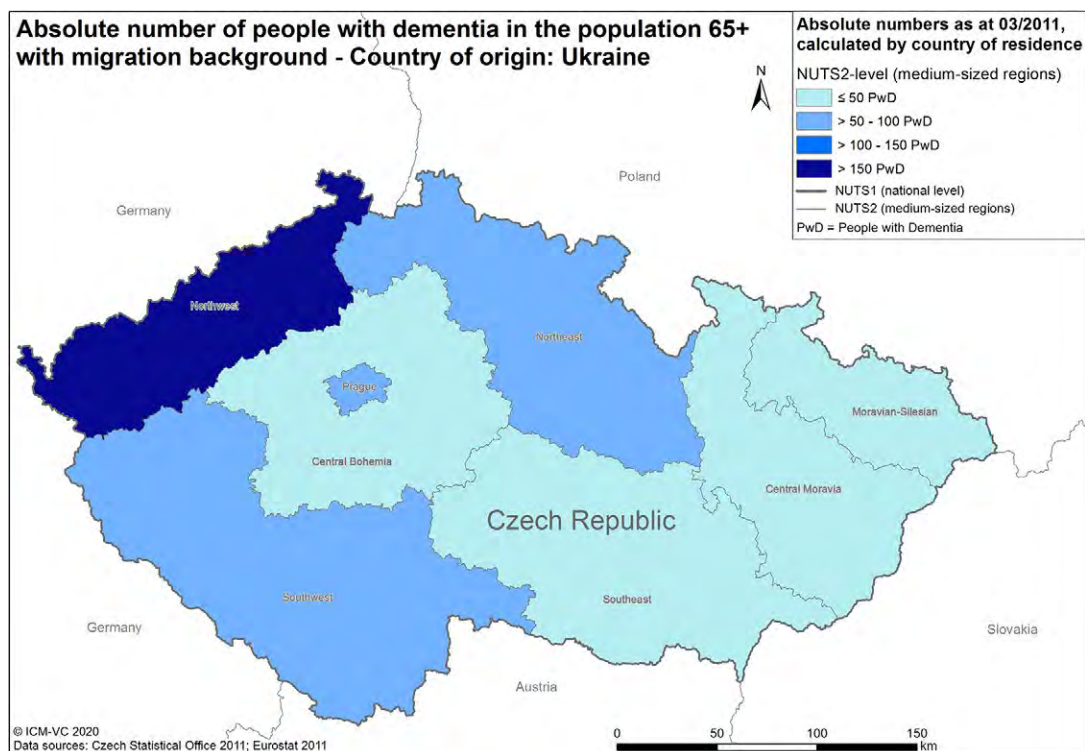 Absolute number of people with dementia in the population 65+
with migration background - Country of origin: Ukraine
Absolute numbers as at 03/2011,
calculated by country of residence
NUTS2-level (medium-sized regions)
≤ 50 PwD
> 50 - 100 PwD
> 100 - 150 PwD
> 150 PwD
NUTS1 (national level)
NUTS2 (medium-sized regions)
PwD = People with Dementia
N
Poland
Germany
Northwest
Northeast
Prague
Moravian-Silesian
Central Bohemia
Central Moravia
Czech Republic
Southwest
Southeast
Germany
Slovakia
Austria
© ICM-VC 2020
Data sources: Czech Statistical Office 2011; Eurostat 2011
0 50 100 150
km